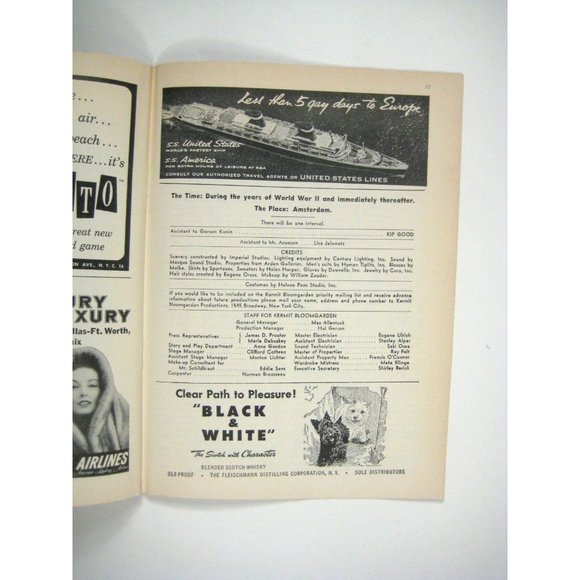 e...
air...
each...
ERE...it's
TO
reat new
d game
ON AVE., N.Y.C. 16
URY
UXURY
llas-Ft. Worth,
nix
AIRLINES
13
Less than 5 gay days to Europe
s.s. United States
WORLD'S FASTEST SHIP
s.s. America
FOR EXTRA HOURS OF LEISURE AT SEA
CONSULT OUR AUTHORIZED TRAVEL AGENTS OR UNITED STATES LINES
The Time: During the years of World War II and immediately thereafter.
The Place: Amsterdam.
There will be one interval.
Assistant to Garson Kanin KIP GOOD
Assistant to Mr. Aronson Lisa Jalowetz
CREDITS
Scenery constructed by Imperial Studios. Lighting equipment by Century Lighting, Inc. Sound by
Masque Sound Studio. Properties from Arden Galleries. Men's suits by Hyman Tiplitz, Inc. Blouses by
Malbe. Skirts by Sporteens. Sweaters by Helen Harper. Gloves by Dawnelle, Inc. Jewelry by Coro, Inc.
Hair styles created by Eugene Grosz. Makeup by William Zauder.
Costumes by Helene Pons Studio, Inc.
If you would like to be included on the Kermit Bloomgarden priority mailing list and receive advance
information about future productions please mail your name, address and phone number to Kermit
Bloomgarden Productions, 1545 Broadway, New York City.
STAFF FOR KERMIT BLOOMGARDEN
General Manager Max Allentuck
Production Manager Hal Gerson
Press Representatives James D. Proctor Master Electrician Eugene Ulrich
Merle Debuskey Assistant Electrician Stanley Alper
Story and Play Department Anne Gordon Sound Technician Saki Oura
Stage Manager Clifford Cothren Master of Properties Ray Felt
Assistant Stage Manager Morton Lichter Assistant Propertyman Francis O'Connor
Make-up Consultant for Wardrobe Mistress Meta Klinge
Mr. Schildkraut Eddie Senz Executive Secretary Shirley Berick
Carpenter Norman Brousseau
Clear Path to Pleasure!
"BLACK
&
WHITE"
The Scotch with Character
BLENDED SCOTCH WHISKY
86.8 PROOF • THE FLEISCHMANN DISTILLING CORPORATION, N. Y. • SOLE DISTRIBUTORS